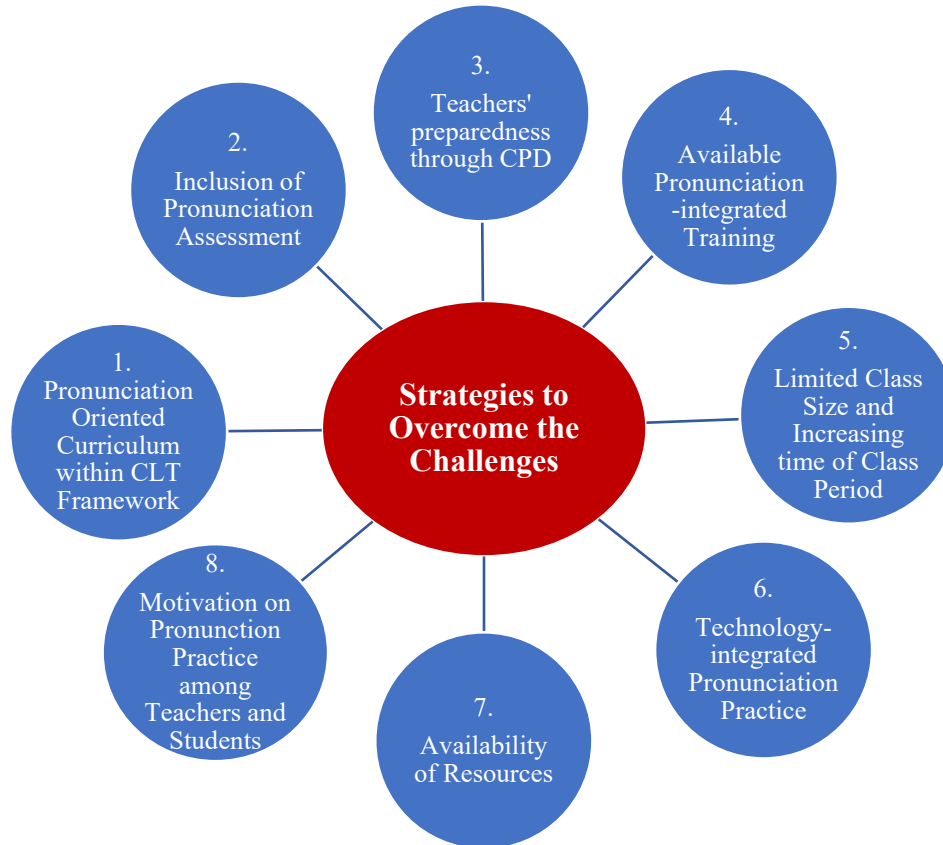 Strategies to
Overcome the
Challenges
1.
Pronunciation
Oriented
Curriculum
within CLT
Framework
2.
Inclusion of
Pronunciation
Assessment
3.
Teachers'
preparedness
through CPD
4.
Available
Pronunciation
-integrated
Training
5.
Limited Class
Size and
Increasing
time of Class
Period
6.
Technology-
integrated
Pronunciation
Practice
7.
Availability
of Resources
8.
Motivation on
Pronunction
Practice
among
Teachers and
Students